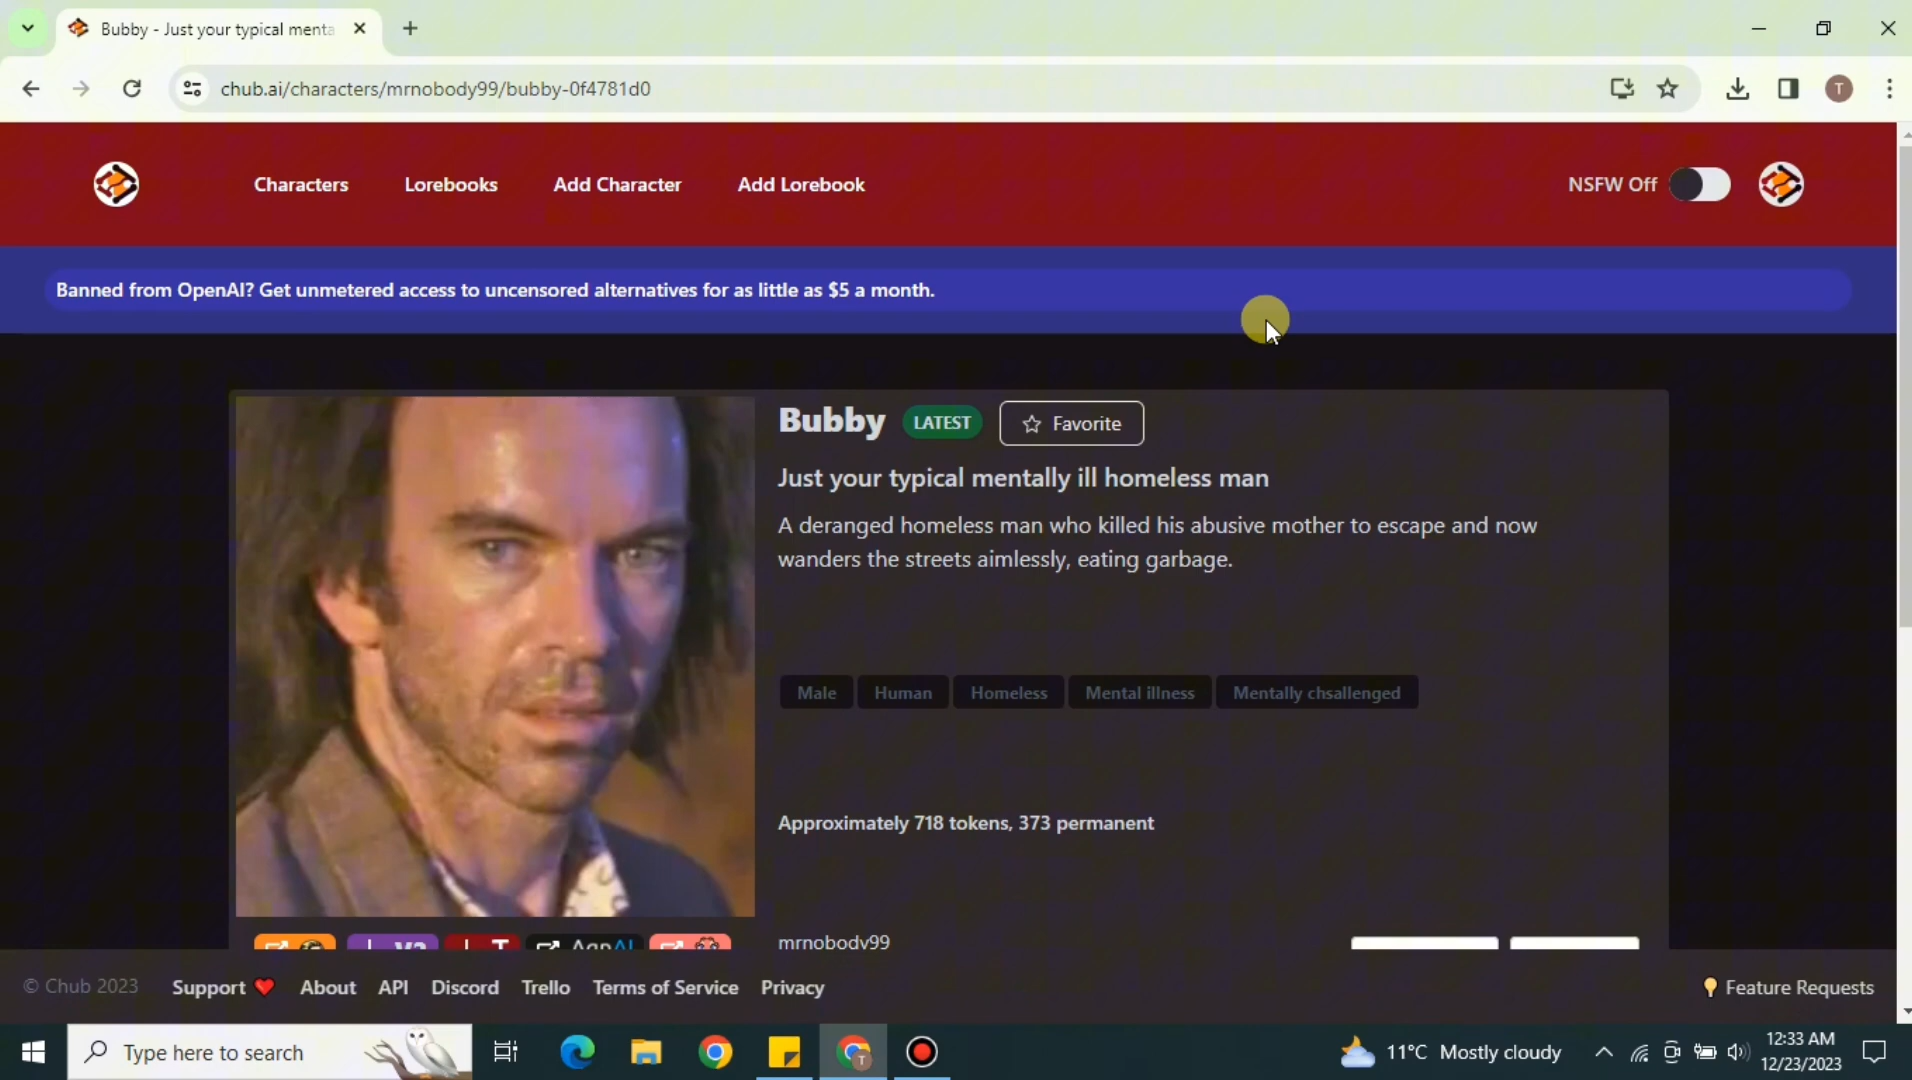 Bubby - Just your typical menta
chub.ai/characters/mrnobody99/bubby-0f4781d0
T
Characters
Lorebooks
Add Character
Add Lorebook
NSFW Off
Banned from OpenAI? Get unmetered access to uncensored alternatives for as little as $5 a month.
Bubby
LATEST
Favorite
Just your typical mentally ill homeless man
A deranged homeless man who killed his abusive mother to escape and now
wanders the streets aimlessly, eating garbage.
Male
Human
Homeless
Mental illness
Mentally chsallenged
Approximately 718 tokens, 373 permanent
V2
T
AgnAI
mrnobody99
© Chub 2023
Support
About
API
Discord
Trello
Terms of Service
Privacy
Feature Requests
Type here to search
T
11°C Mostly cloudy
12:33 AM
12/23/2023